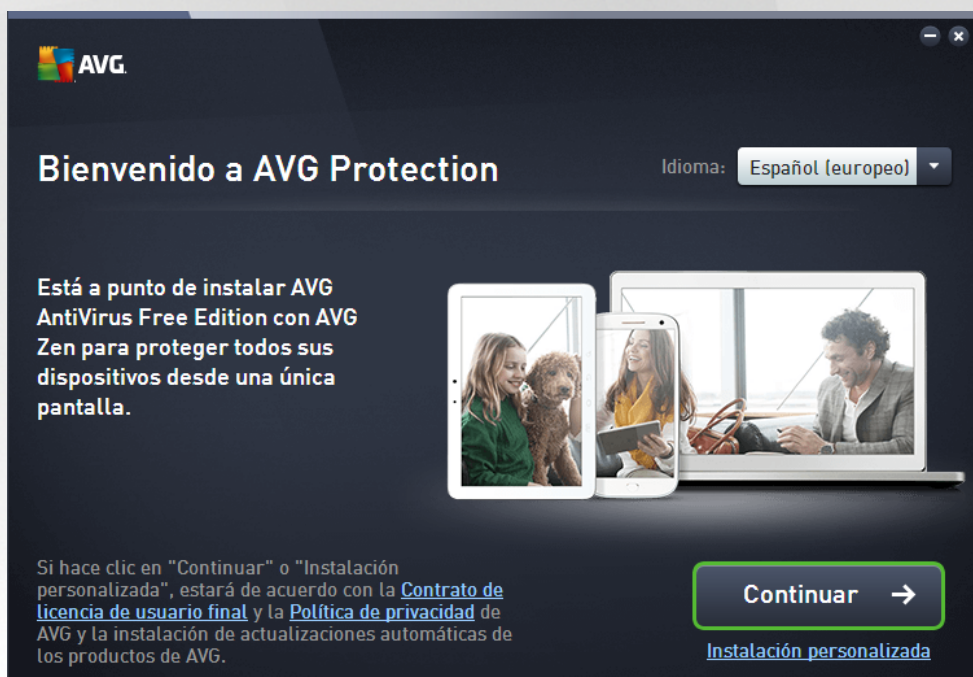 AVG.
Bienvenido a AVG Protection
Idioma:
Español (europeo)
Está a punto de instalar AVG
AntiVirus Free Edition con AVG
Zen para proteger todos sus
dispositivos desde una única
pantalla.
Si hace clic en "Continuar" o "Instalación
personalizada", estará de acuerdo con la Contrato de
licencia de usuario final y la Política de privacidad de
AVG y la instalación de actualizaciones automáticas de
los productos de AVG.
Continuar →
Instalación personalizada